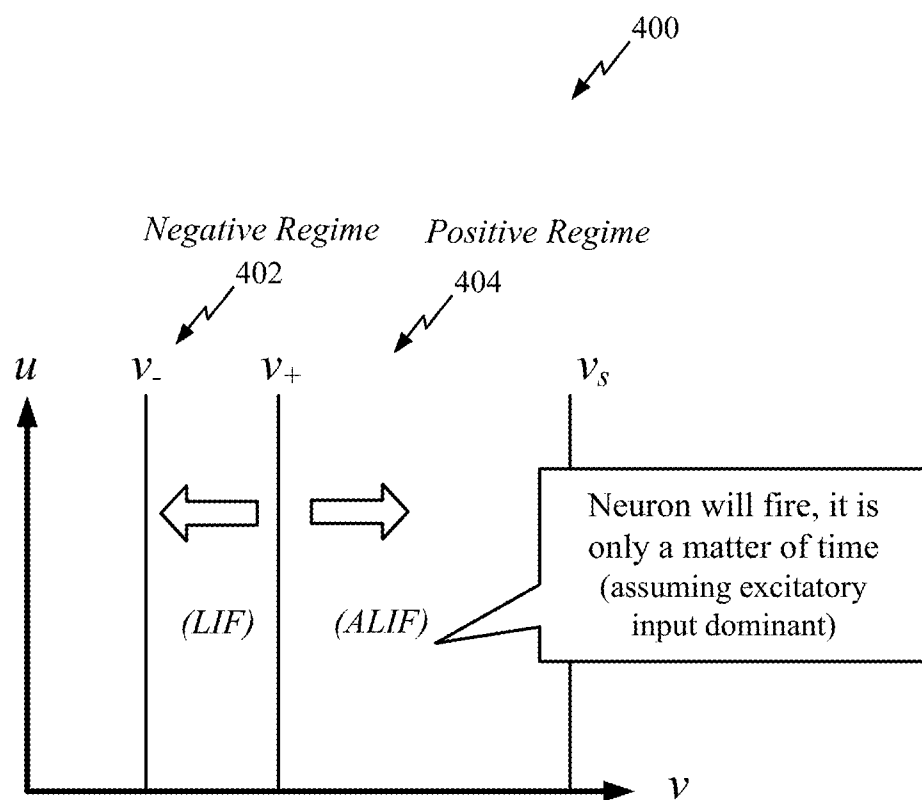 400
Negative Regime
Positive Regime
402
404
u
v-
v+
vs
Neuron will fire, it is
only a matter of time
(assuming excitatory
input dominant)
(LIF)
(ALIF)
v